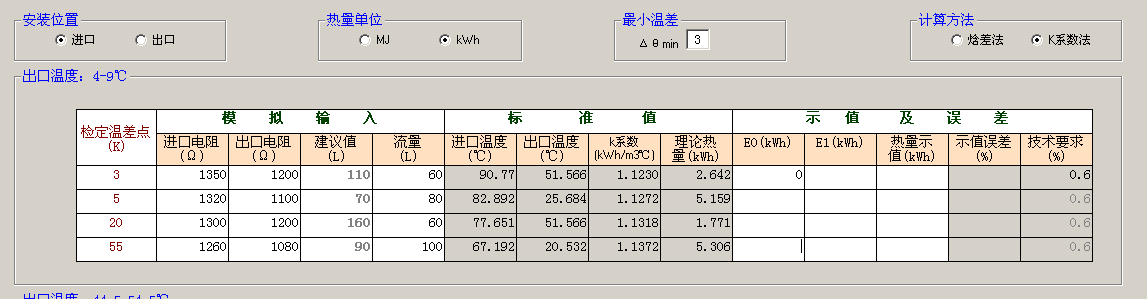 安装位置 热量单位 最小温差 计算方法
进口 出口 MJ kWh Δθmin 3 焓差法 K系数法
出口温度：4-9℃
检定温差点(K) 模拟输入 标准值 示值及误差
进口电阻(Ω) 出口电阻(Ω) 建议值(L) 流量(L) 进口温度(℃) 出口温度(℃) k系数(kWh/m3℃) 理论热量(kWh) E0(kWh) E1(kWh) 热量示值(kWh) 示值误差(%) 技术要求(%)
3 1350 1200 110 60 90.77 51.566 1.1230 2.642 0 0.6
5 1320 1100 70 80 82.892 25.684 1.1272 5.159 0.6
20 1300 1200 160 60 77.651 51.566 1.1318 1.771 0.6
55 1260 1080 90 100 67.192 20.532 1.1372 5.306 0.6